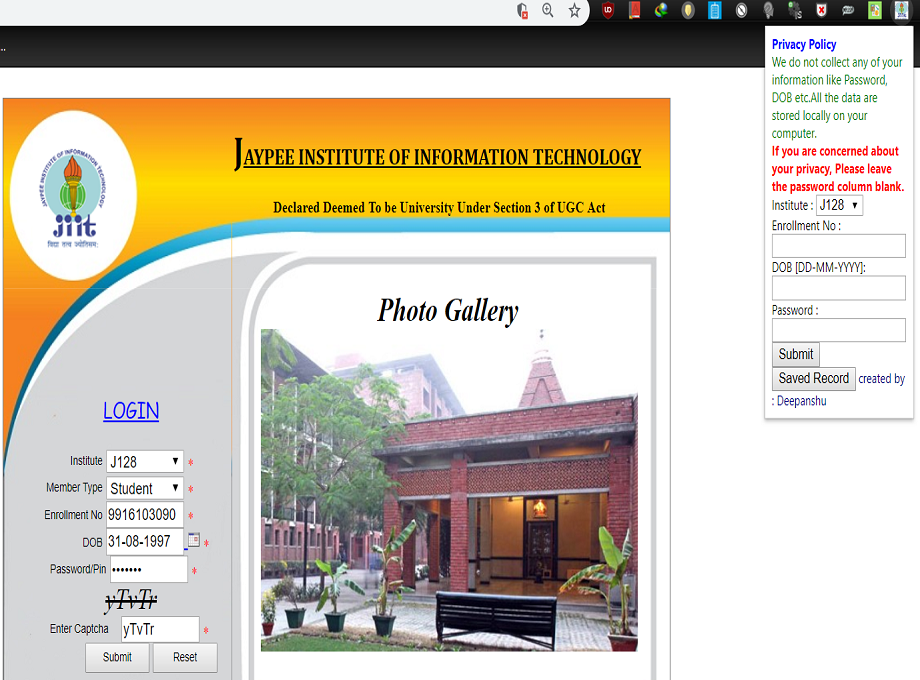 ..
JAYPEE INSTITUTE OF INFORMATION TECHNOLOGY
Declared Deemed To be University Under Section 3 of UGC Act
JAYPEE INSTITUTE OF INFORMATION TECHNOLOGY
jiit
विद्या तत्व ज्योतिसमः
Photo Gallery
LOGIN
Institute J128 *
Member Type Student *
Enrollment No 9916103090 *
DOB 31-08-1997 *
Password/Pin ••••••• *
yTvTr
Enter Captcha yTvTr *
Submit Reset
Privacy Policy
We do not collect any of your
information like Password,
DOB etc.All the data are
stored locally on your
computer.
If you are concerned about
your privacy, Please leave
the password column blank.
Institute : J128
Enrollment No :
DOB [DD-MM-YYYY]:
Password :
Submit
Saved Record created by
: Deepanshu